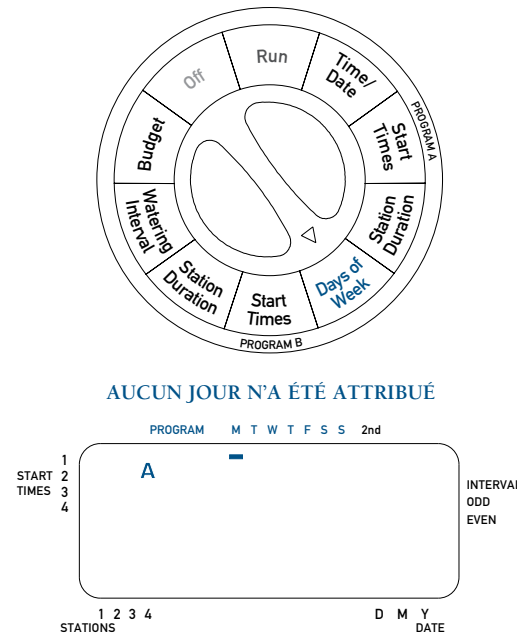 Off
Run
Time/
Date
PROGRAM A
Start
Times
Station
Duration
Days of
Week
PROGRAM B
Start
Times
Station
Duration
Watering
Interval
Budget
AUCUN JOUR N'A ÉTÉ ATTRIBUÉ
PROGRAM M T W T F S S 2nd
START
TIMES
1
2
3
4
A
INTERVAL
ODD
EVEN
1 2 3 4
STATIONS
D M Y
DATE